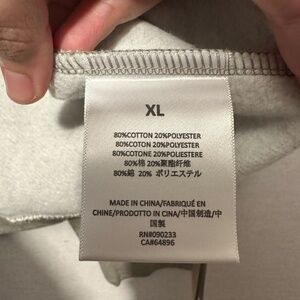 XL
80%COTTON 20%POLYESTER
80%COTON 20%POLYESTER
80%COTONE 20%POLIESTERE
80%棉 20%聚酯纤维
80%綿 20% ポリエステル
MADE IN CHINA/FABRIQUÉ EN
CHINE/PRODOTTO IN CINA/中国制造/中
国製
RN#090233
CA#64896